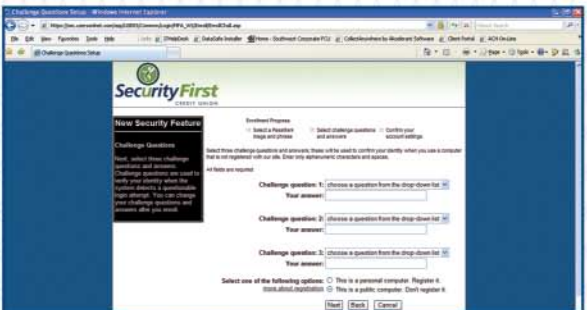 Challenge Questions Setup - Windows Internet Explorer
File Edit View Favorites Tools Help
Challenge Questions Setup
Security First
CREDIT UNION
New Security Feature
Challenge Questions
Next, select three challenge
questions and answers.
Challenge questions are used to
verify your identity when the
system detects a questionable
login attempt. You can change
your challenge questions and
answers after you enroll.
Enrollment Progress
Select a PassMark Select challenge questions Confirm your
image and phrase and answers account settings
Select three challenge questions and answers; these will be used to confirm your identity when you use a computer
that is not registered with our site. Enter only alphanumeric characters and spaces.
All fields are required.
Challenge question: 1: choose a question from the drop-down list
Your answer:
Challenge question: 2: choose a question from the drop-down list
Your answer:
Challenge question: 3: choose a question from the drop-down list
Your answer:
Select one of the following options: This is a personal computer. Register it.
more about registration This is a public computer. Don't register it.
Next Back Cancel